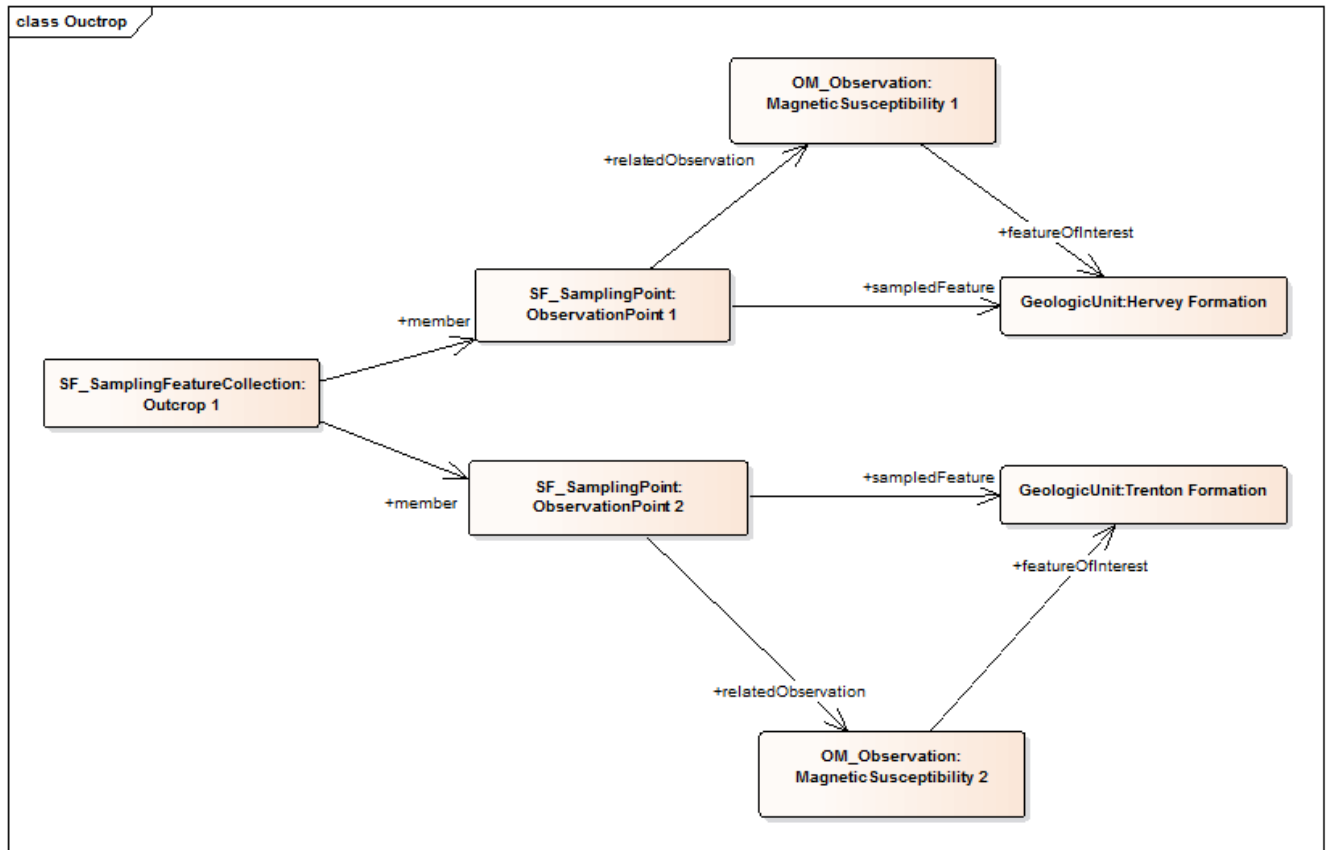 class Ouctrop
OM_Observation:
MagneticSusceptibility 1
+relatedObservation
+featureOfInterest
SF_SamplingPoint:
ObservationPoint 1
+sampledFeature
GeologicUnit:Hervey Formation
+member
SF_SamplingFeatureCollection:
Outcrop 1
+member
SF_SamplingPoint:
ObservationPoint 2
+sampledFeature
GeologicUnit:Trenton Formation
+featureOfInterest
+relatedObservation
OM_Observation:
MagneticSusceptibility 2